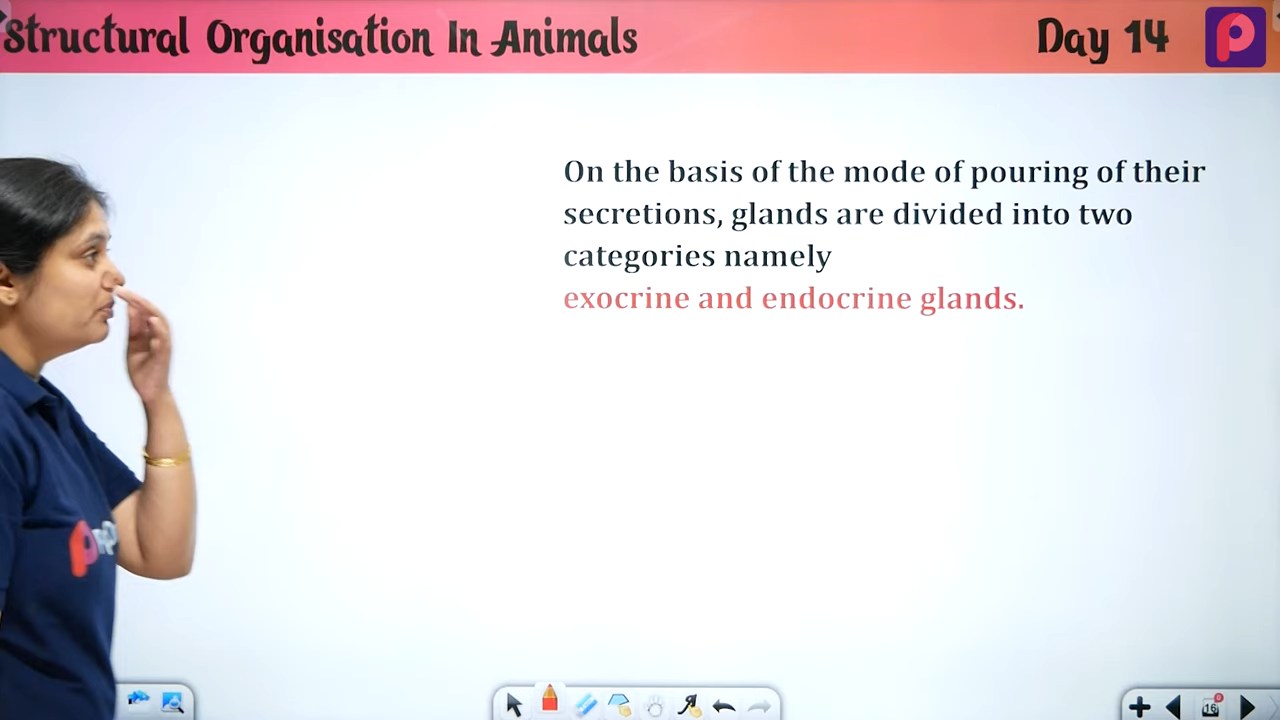 Structural Organisation In Animals
Day 14
On the basis of the mode of pouring of their
secretions, glands are divided into two
categories namely
exocrine and endocrine glands.
16